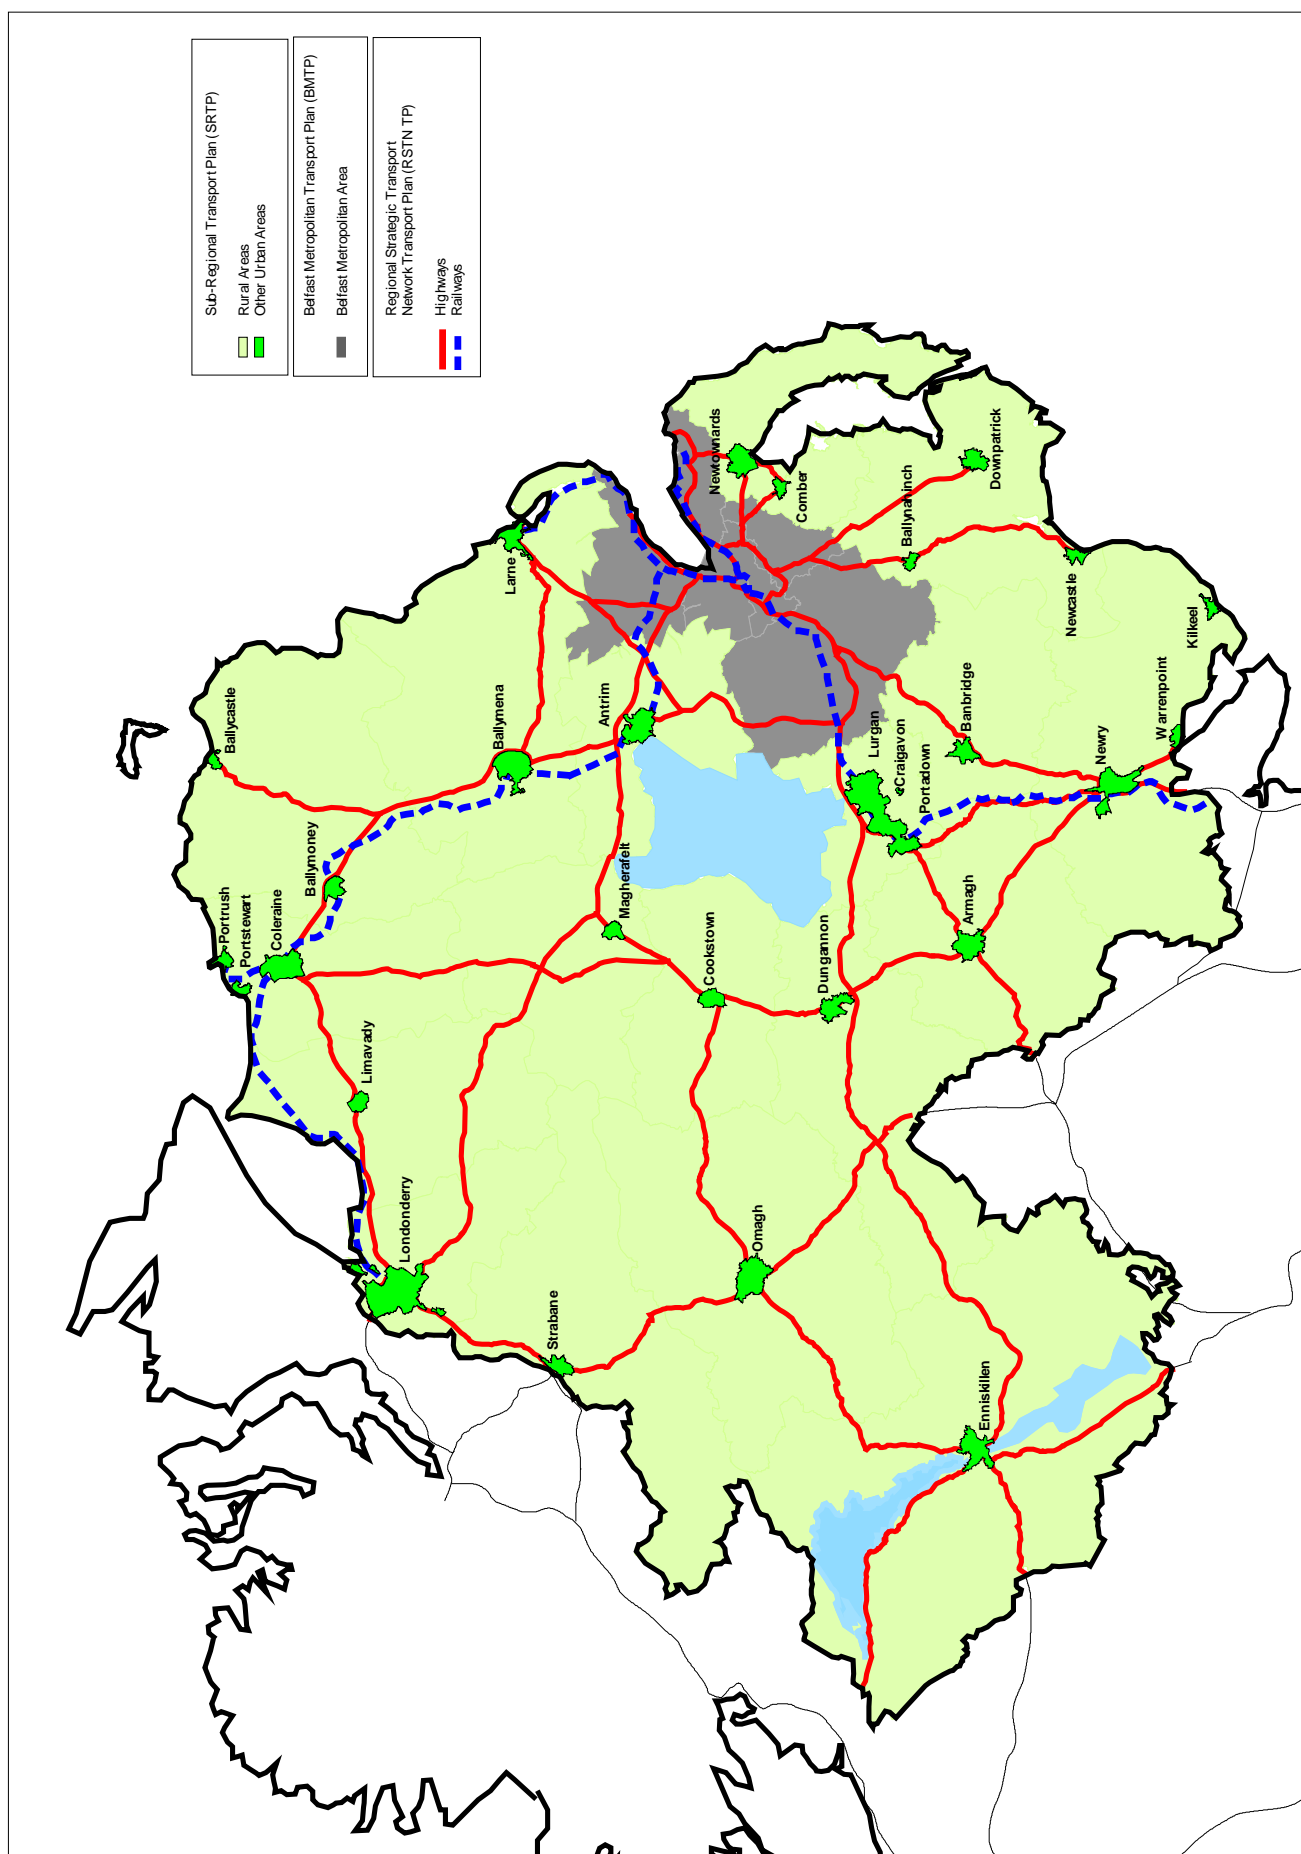 Sub-Regional Transport Plan (SRTP)
Rural Areas
Other Urban Areas
Belfast Metropolitan Transport Plan (BMTP)
Belfast Metropolitan Area
Regional Strategic Transport
Network Transport Plan (RSTN TP)
Highways
Railways
Portrush
Portstewart
Coleraine
Ballycastle
Ballymoney
Limavady
Londonderry
Ballymena
Larne
Strabane
Antrim
Magherafelt
Cookstown
Newtownards
Comber
Omagh
Dungannon
Lurgan
Craigavon
Portadown
Ballynahinch
Downpatrick
Armagh
Banbridge
Enniskillen
Newcastle
Newry
Warrenpoint
Kilkeel